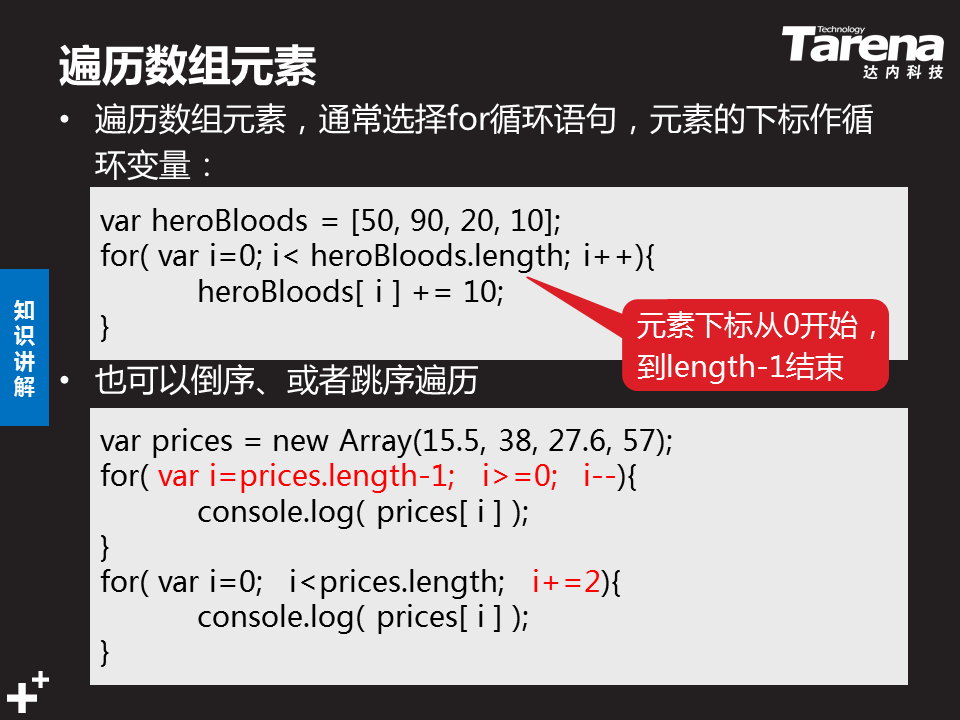 遍历数组元素
Technology
Tarena
达内科技
• 遍历数组元素，通常选择for循环语句，元素的下标作循
环变量：
var heroBloods = [50, 90, 20, 10];
for( var i=0; i< heroBloods.length; i++){
heroBloods[ i ] += 10;
}
元素下标从0开始，
到length-1结束
知
识
讲
解
• 也可以倒序、或者跳序遍历
var prices = new Array(15.5, 38, 27.6, 57);
for( var i=prices.length-1; i>=0; i--){
console.log( prices[ i ] );
}
for( var i=0; i<prices.length; i+=2){
console.log( prices[ i ] );
}